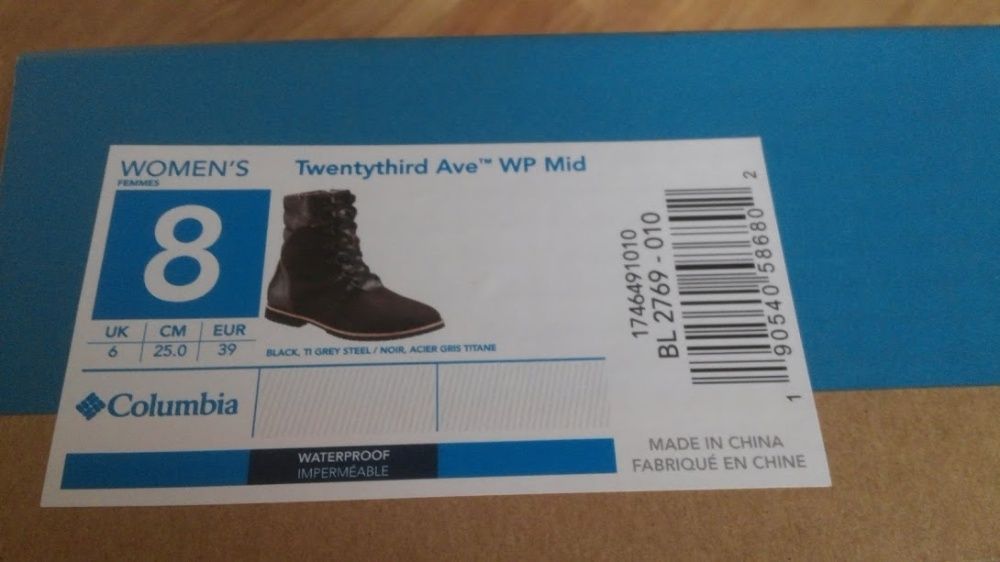 WOMEN'S
FEMMES
Twentythird Ave™ WP Mid
8
UK CM EUR
6 25.0 39
BLACK, TI GREY STEEL / NOIR, ACIER GRIS TITANE
Columbia
WATERPROOF
IMPERMÉABLE
1746491010
BL 2769 - 010
1 90540 58680 2
MADE IN CHINA
FABRIQUÉ EN CHINE